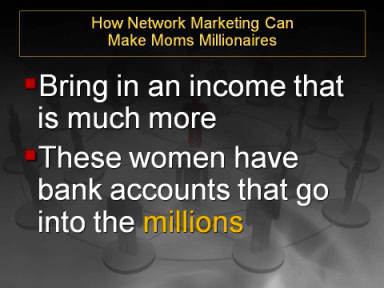 How Network Marketing Can
Make Moms Millionaires
Bring in an income that
is much more
These women have
bank accounts that go
into the millions